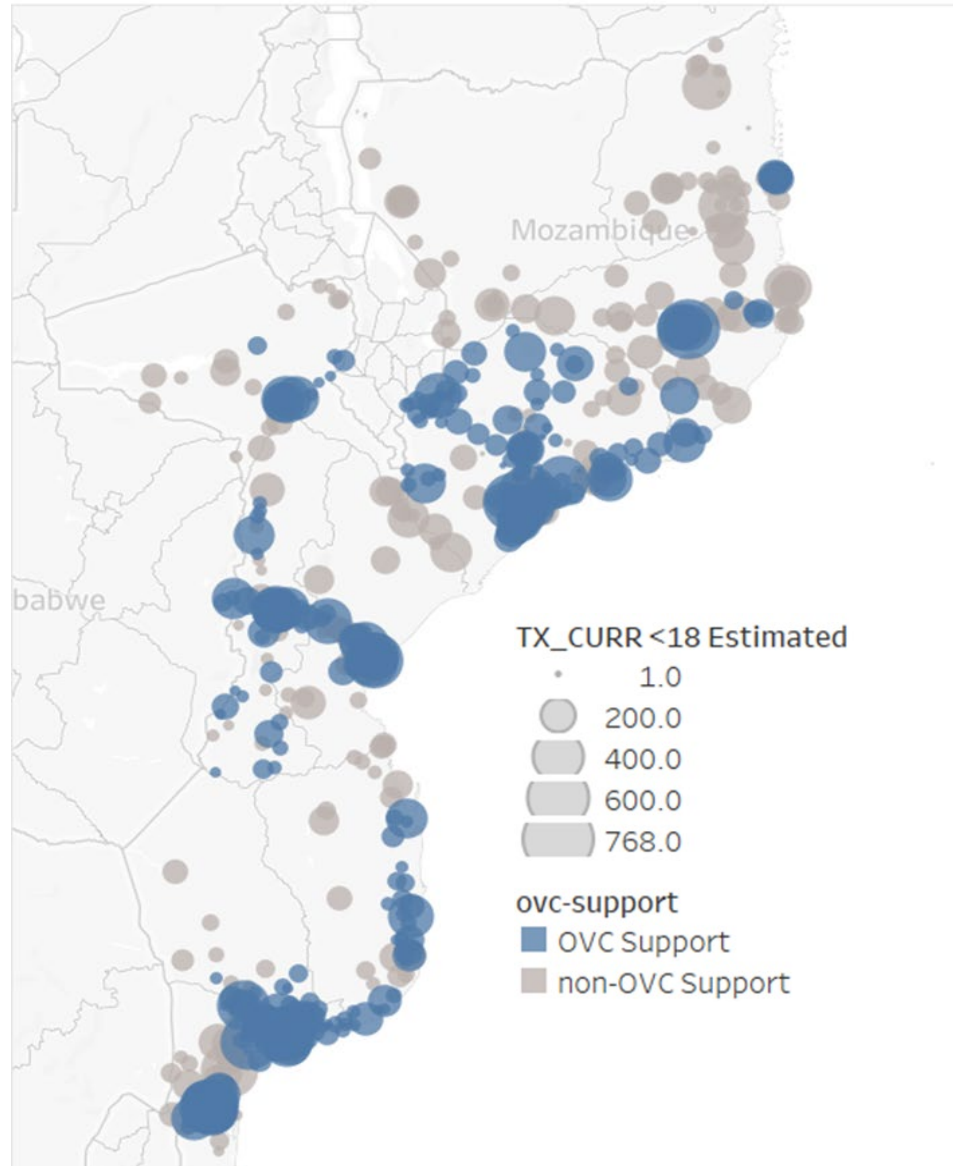 Mozambique
babwe
TX_CURR <18 Estimated
1.0
200.0
400.0
600.0
768.0
ovc-support
OVC Support
non-OVC Support